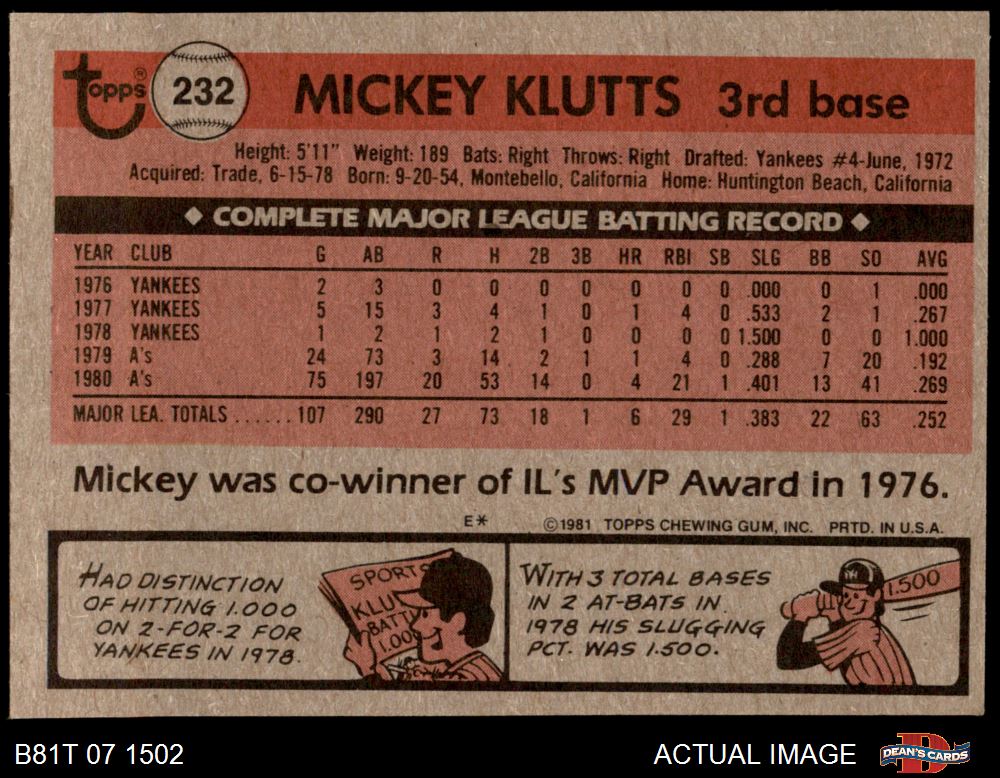 topps®
232
MICKEY KLUTTS 3rd base
Height: 5'11" Weight: 189 Bats: Right Throws: Right Drafted: Yankees #4-June, 1972
Acquired: Trade, 6-15-78 Born: 9-20-54, Montebello, California Home: Huntington Beach, California
◆ COMPLETE MAJOR LEAGUE BATTING RECORD ◆
YEAR CLUB G AB R H 2B 3B HR RBI SB SLG BB SO AVG
1976 YANKEES 2 3 0 0 0 0 0 0 0 .000 0 1 .000
1977 YANKEES 5 15 3 4 1 0 1 4 0 .533 2 1 .267
1978 YANKEES 1 2 1 2 1 0 0 0 0 1.500 0 0 1.000
1979 A's 24 73 3 14 2 1 1 4 0 .288 7 20 .192
1980 A's 75 197 20 53 14 0 4 21 1 .401 13 41 .269
MAJOR LEA. TOTALS ...... 107 290 27 73 18 1 6 29 1 .383 22 63 .252
Mickey was co-winner of IL's MVP Award in 1976.
E* ©1981 TOPPS CHEWING GUM, INC. PRTD. IN U.S.A.
HAD DISTINCTION
OF HITTING 1.000
ON 2-FOR-2 FOR
YANKEES IN 1978.
SPORTS
KLU
BATT
1.00
WITH 3 TOTAL BASES
IN 2 AT-BATS IN
1978 HIS SLUGGING
PCT. WAS 1.500.
1.500
B81T 07 1502
ACTUAL IMAGE
DEAN'S CARDS